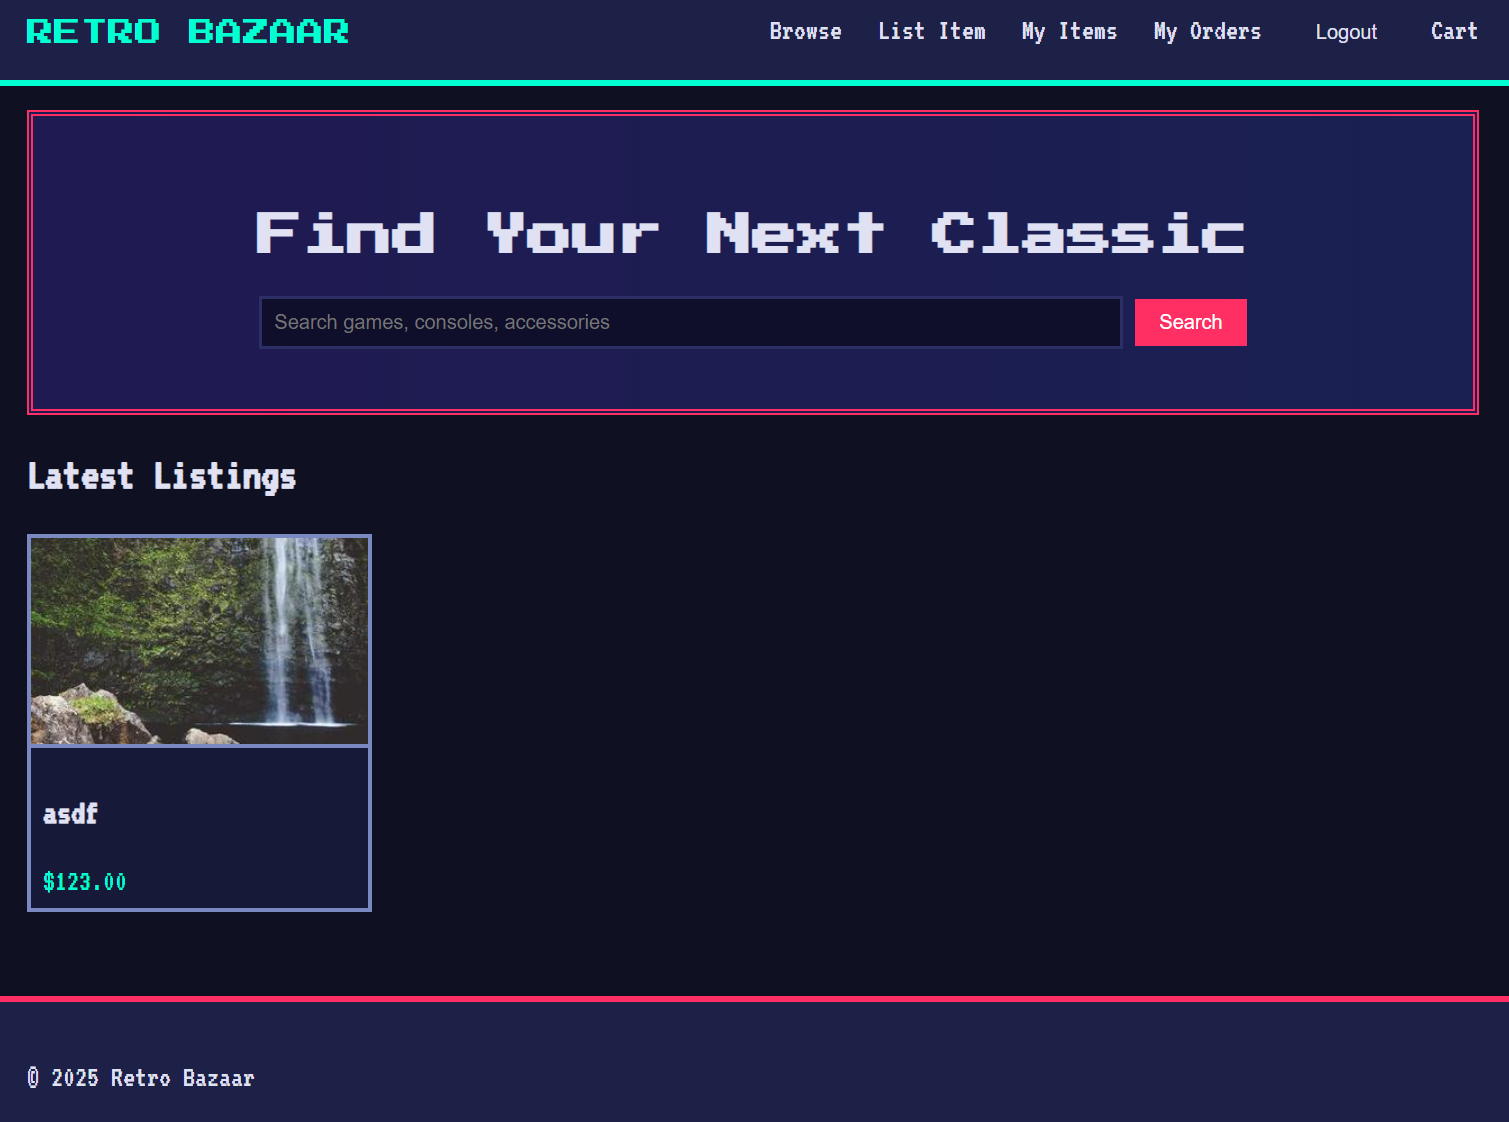 RETRO BAZAAR
Browse List Item My Items My Orders Logout Cart
Find Your Next Classic
Search games, consoles, accessories Search
Latest Listings
asdf
$123.00
© 2025 Retro Bazaar